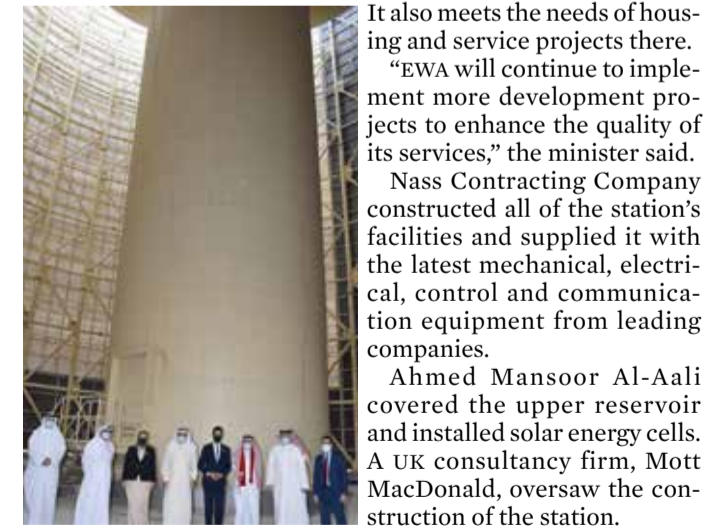 It also meets the needs of hous-
ing and service projects there.
“EWA will continue to imple-
ment more development pro-
jects to enhance the quality of
its services,” the minister said.
Nass Contracting Company
constructed all of the station’s
facilities and supplied it with
the latest mechanical, electri-
cal, control and communica-
tion equipment from leading
companies.
Ahmed Mansoor Al-Aali
covered the upper reservoir
and installed solar energy cells.
A UK consultancy firm, Mott
MacDonald, oversaw the con-
struction of the station.